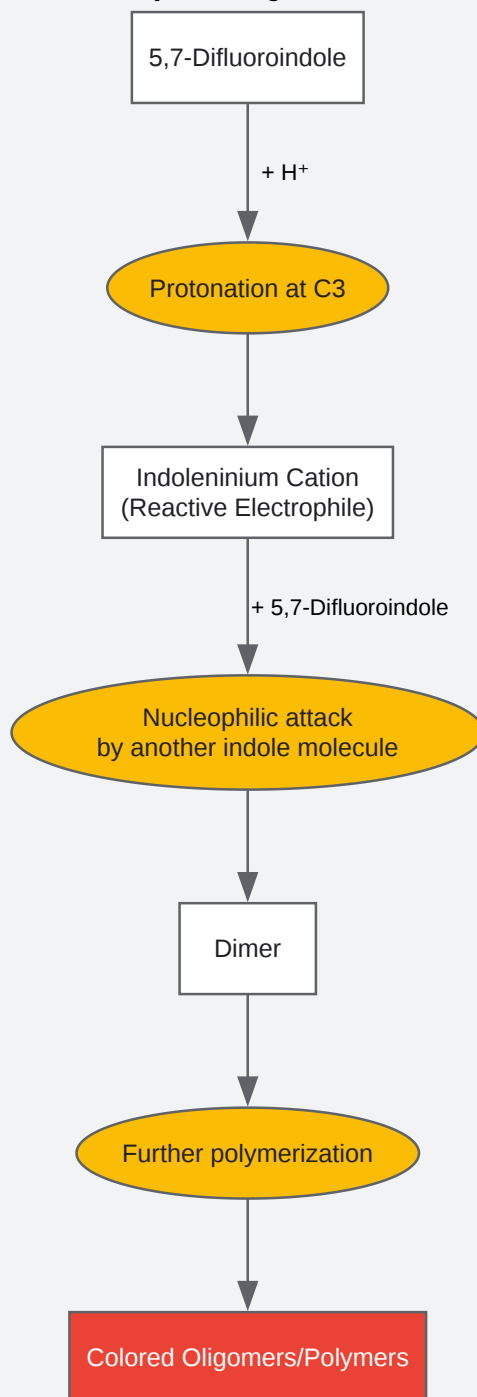 5,7-Difluoroindole
+ H⁺
Protonation at C3
Indoleninium Cation
(Reactive Electrophile)
+ 5,7-Difluoroindole
Nucleophilic attack
by another indole molecule
Dimer
Further polymerization
Colored Oligomers/Polymers